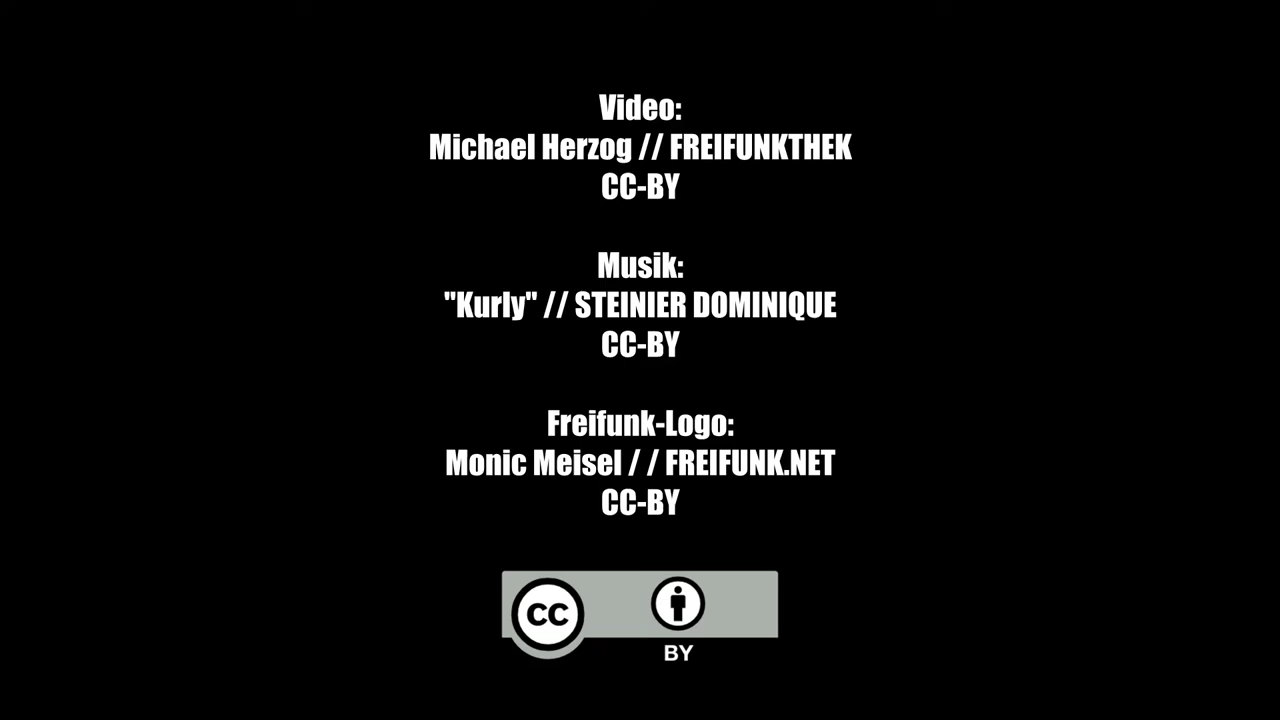 Video:
Michael Herzog // FREIFUNKTHEK
CC-BY
Musik:
"Kurly" // STEINIER DOMINIQUE
CC-BY
Freifunk-Logo:
Monic Meisel / / FREIFUNK.NET
CC-BY
CC
BY